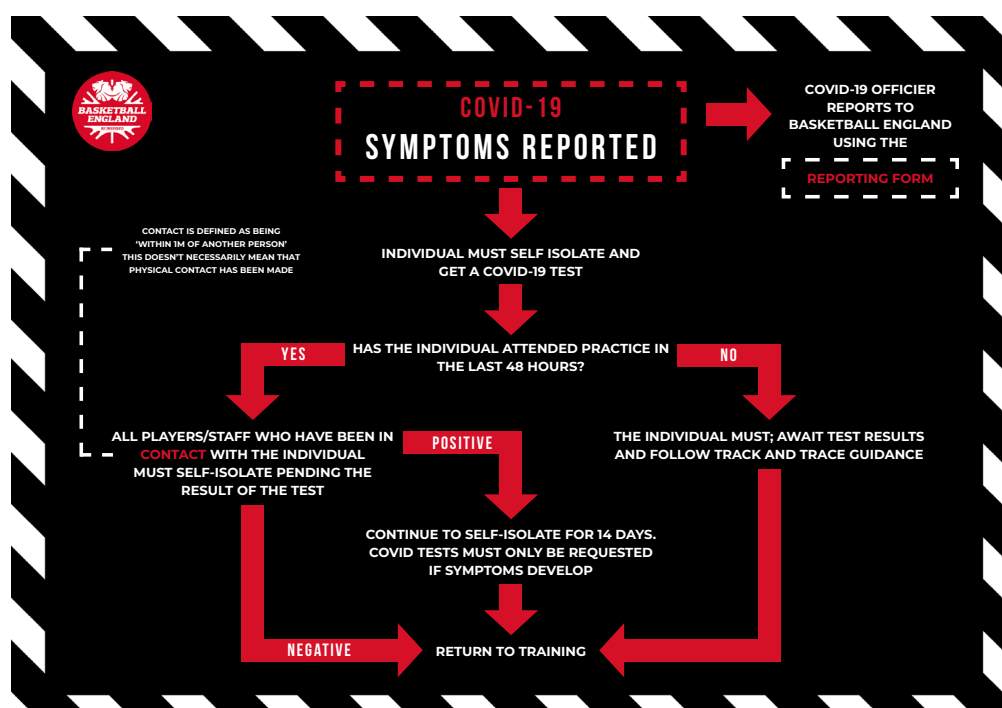 BASKETBALL
ENGLAND
COVID-19
SYMPTOMS REPORTED
COVID-19 OFFICER
REPORTS TO
BASKETBALL ENGLAND
USING THE
REPORTING FORM
CONTACT IS DEFINED AS BEING
‘WITHIN 1M OF ANOTHER PERSON’
THIS DOESN’T NECESSARILY MEAN THAT
PHYSICAL CONTACT HAS BEEN MADE
INDIVIDUAL MUST SELF ISOLATE AND
GET A COVID-19 TEST
HAS THE INDIVIDUAL ATTENDED PRACTICE IN
THE LAST 48 HOURS?
YES
NO
ALL PLAYERS/STAFF WHO HAVE BEEN IN
CONTACT WITH THE INDIVIDUAL
MUST SELF-ISOLATE PENDING THE
RESULT OF THE TEST
POSITIVE
THE INDIVIDUAL MUST; AWAIT TEST RESULTS
AND FOLLOW TRACK AND TRACE GUIDANCE
CONTINUE TO SELF-ISOLATE FOR 14 DAYS.
COVID TESTS MUST ONLY BE REQUESTED
IF SYMPTOMS DEVELOP
NEGATIVE
RETURN TO TRAINING